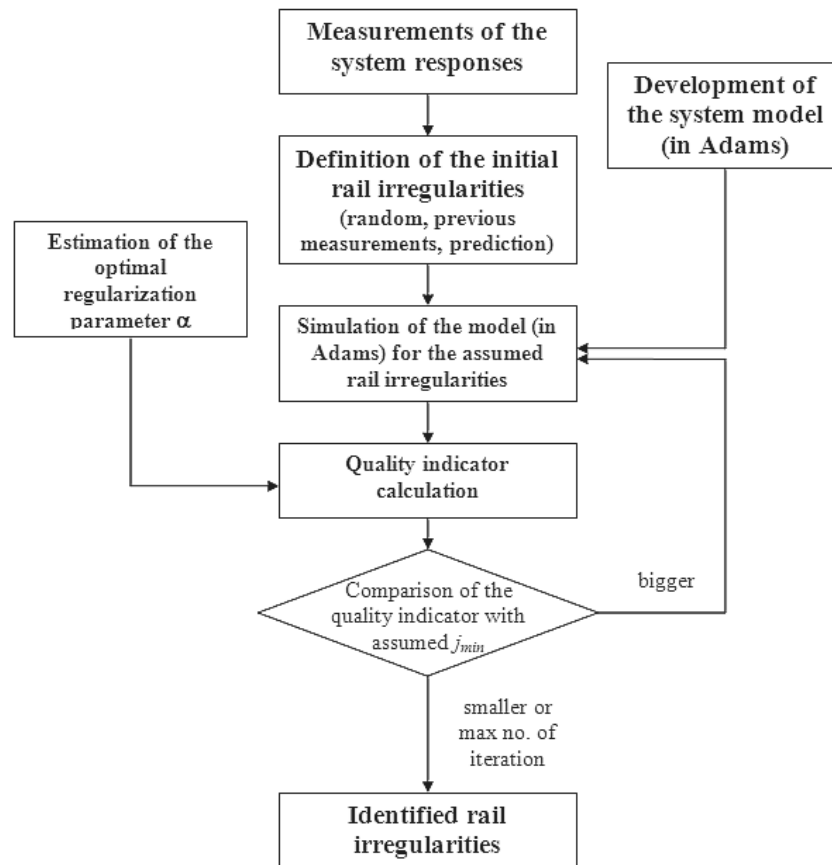 Measurements of the
system responses
Development of
the system model
(in Adams)
Definition of the initial
rail irregularities
(random, previous
measurements, prediction)
Estimation of the
optimal
regularization
parameter α
Simulation of the model (in
Adams) for the assumed
rail irregularities
Quality indicator
calculation
Comparison of the
quality indicator with
assumed jmin
bigger
smaller or
max no. of
iteration
Identified rail
irregularities